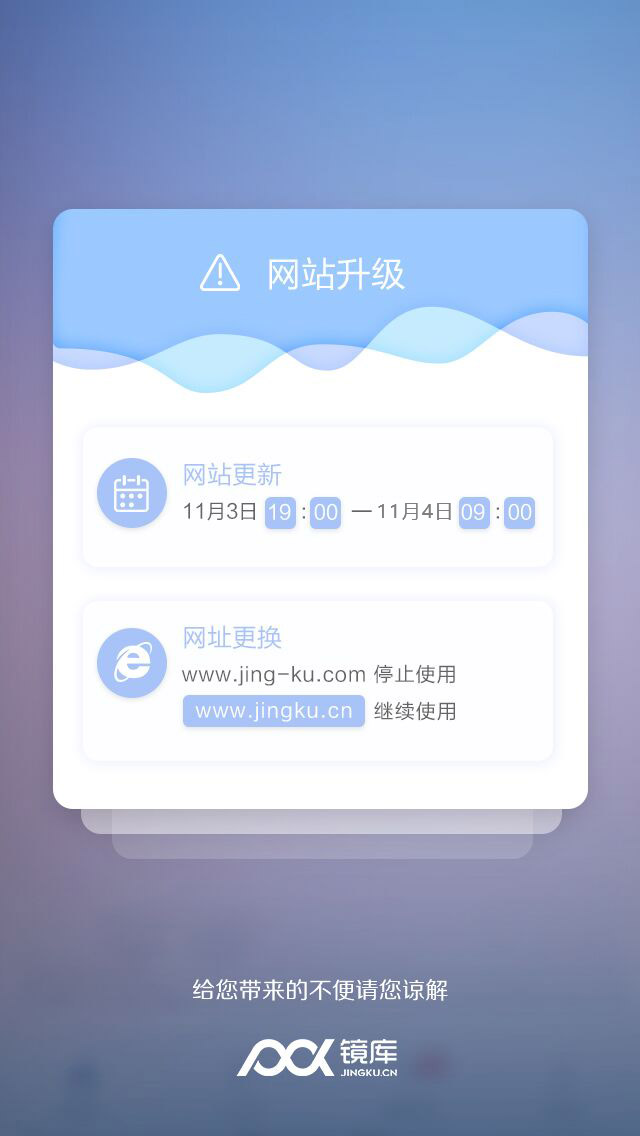 网站升级
网站更新
11月3日 19:00 — 11月4日 09:00
网址更换
www.jing-ku.com 停止使用
www.jingku.cn 继续使用
给您带来的不便请您谅解
镜库
JINGKU.CN